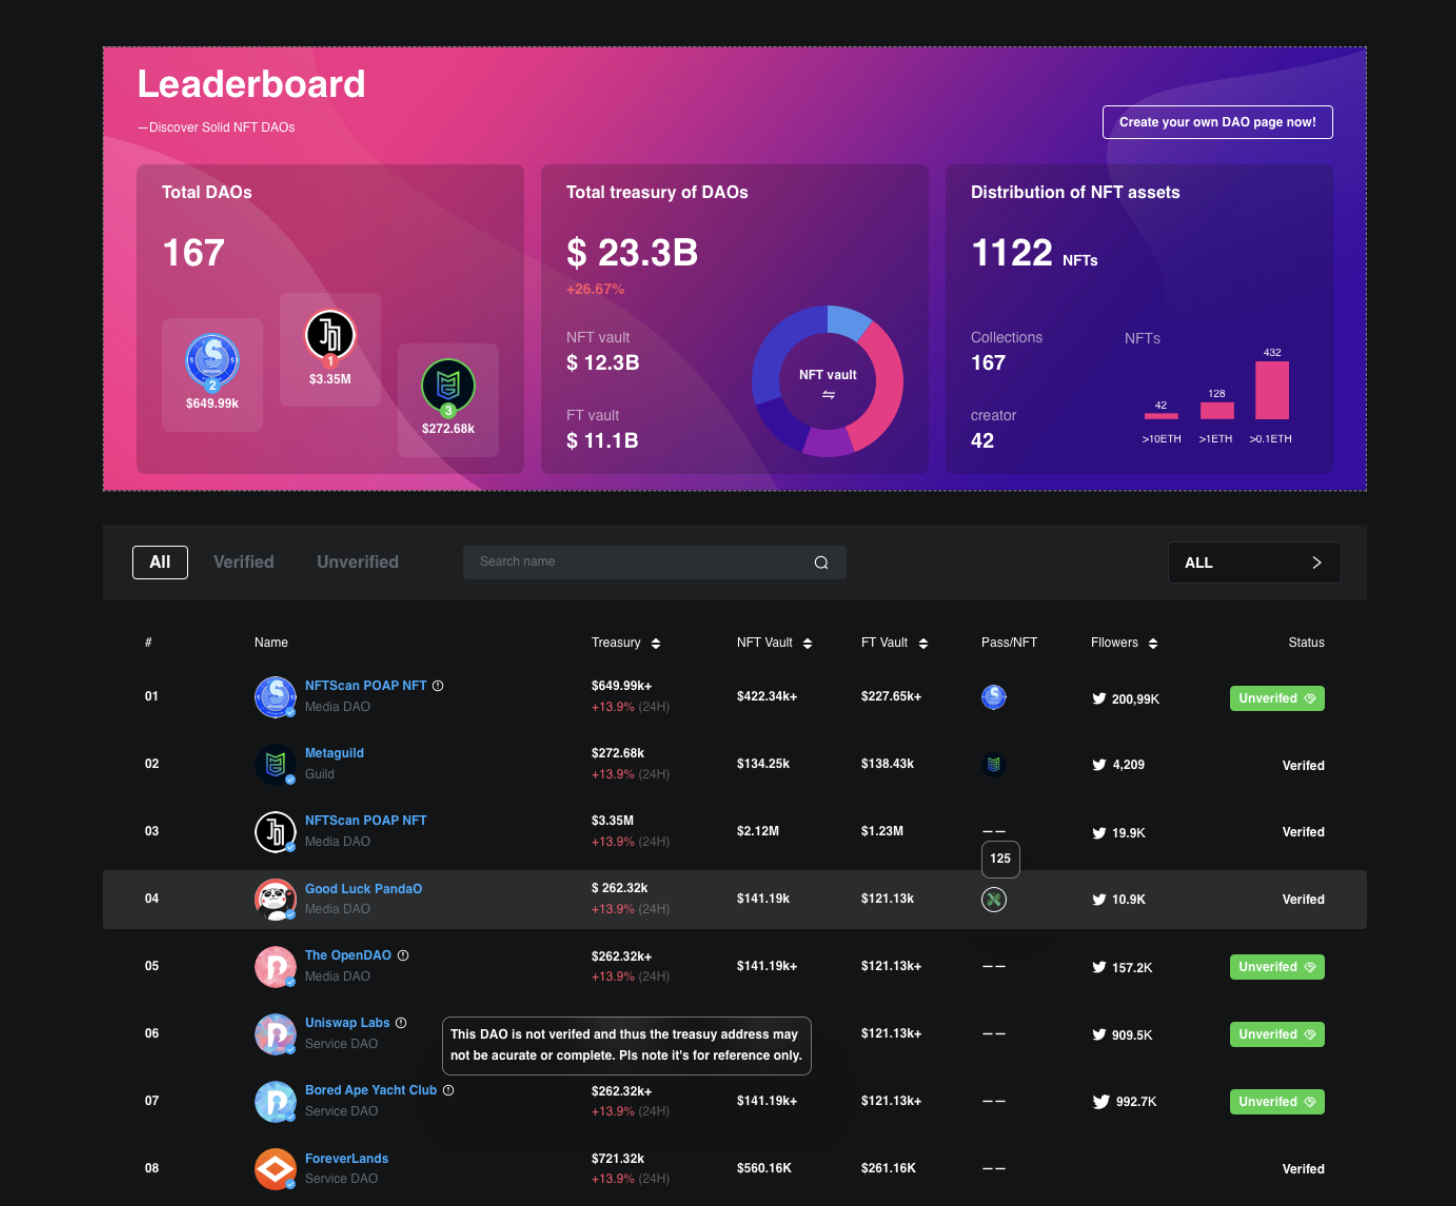 Leaderboard
—Discover Solid NFT DAOs
Create your own DAO page now!
Total DAOs
167
2
$649.99k
1
$3.35M
3
$272.68k
Total treasury of DAOs
$ 23.3B
+26.67%
NFT vault
$ 12.3B
FT vault
$ 11.1B
NFT vault
Distribution of NFT assets
1122 NFTs
Collections
167
creator
42
NFTs
42
128
432
>10ETH >1ETH >0.1ETH
All Verified Unverified
Search name
ALL
# Name Treasury NFT Vault FT Vault Pass/NFT Fllowers Status
01 NFTScan POAP NFT $649.99k+ $422.34k+ $227.65k+ 200,99K Unverifed
Media DAO +13.9% (24H)
02 Metaguild $272.68k $134.25k $138.43k 4,209 Verifed
Guild +13.9% (24H)
03 NFTScan POAP NFT $3.35M $2.12M $1.23M —— 19.9K Verifed
Media DAO +13.9% (24H)
125
04 Good Luck PandaO $ 262.32k $141.19k $121.13k 10.9K Verifed
Media DAO +13.9% (24H)
05 The OpenDAO $262.32k+ $141.19k+ $121.13k+ —— 157.2K Unverifed
Media DAO +13.9% (24H)
06 Uniswap Labs $121.13k+ —— 909.5K Unverifed
Service DAO
This DAO is not verifed and thus the treasuy address may
not be acurate or complete. Pls note it's for reference only.
07 Bored Ape Yacht Club $262.32k+ $141.19k+ $121.13k+ —— 992.7K Unverifed
Service DAO +13.9% (24H)
08 ForeverLands $721.32k $560.16K $261.16K —— Verifed
Service DAO +13.9% (24H)